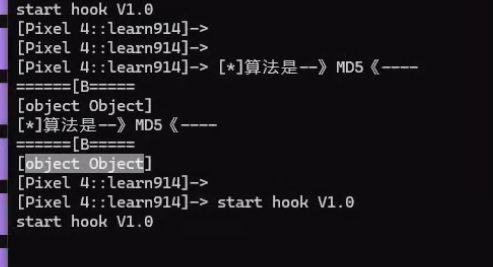 start hook V1.0
[Pixel 4::learn914]->
[Pixel 4::learn914]->
[Pixel 4::learn914]-> [*]算法是--》MD5《----
======[B=====
[object Object]
[*]算法是--》MD5《----
======[B=====
[object Object]
[Pixel 4::learn914]->
[Pixel 4::learn914]-> start hook V1.0
start hook V1.0